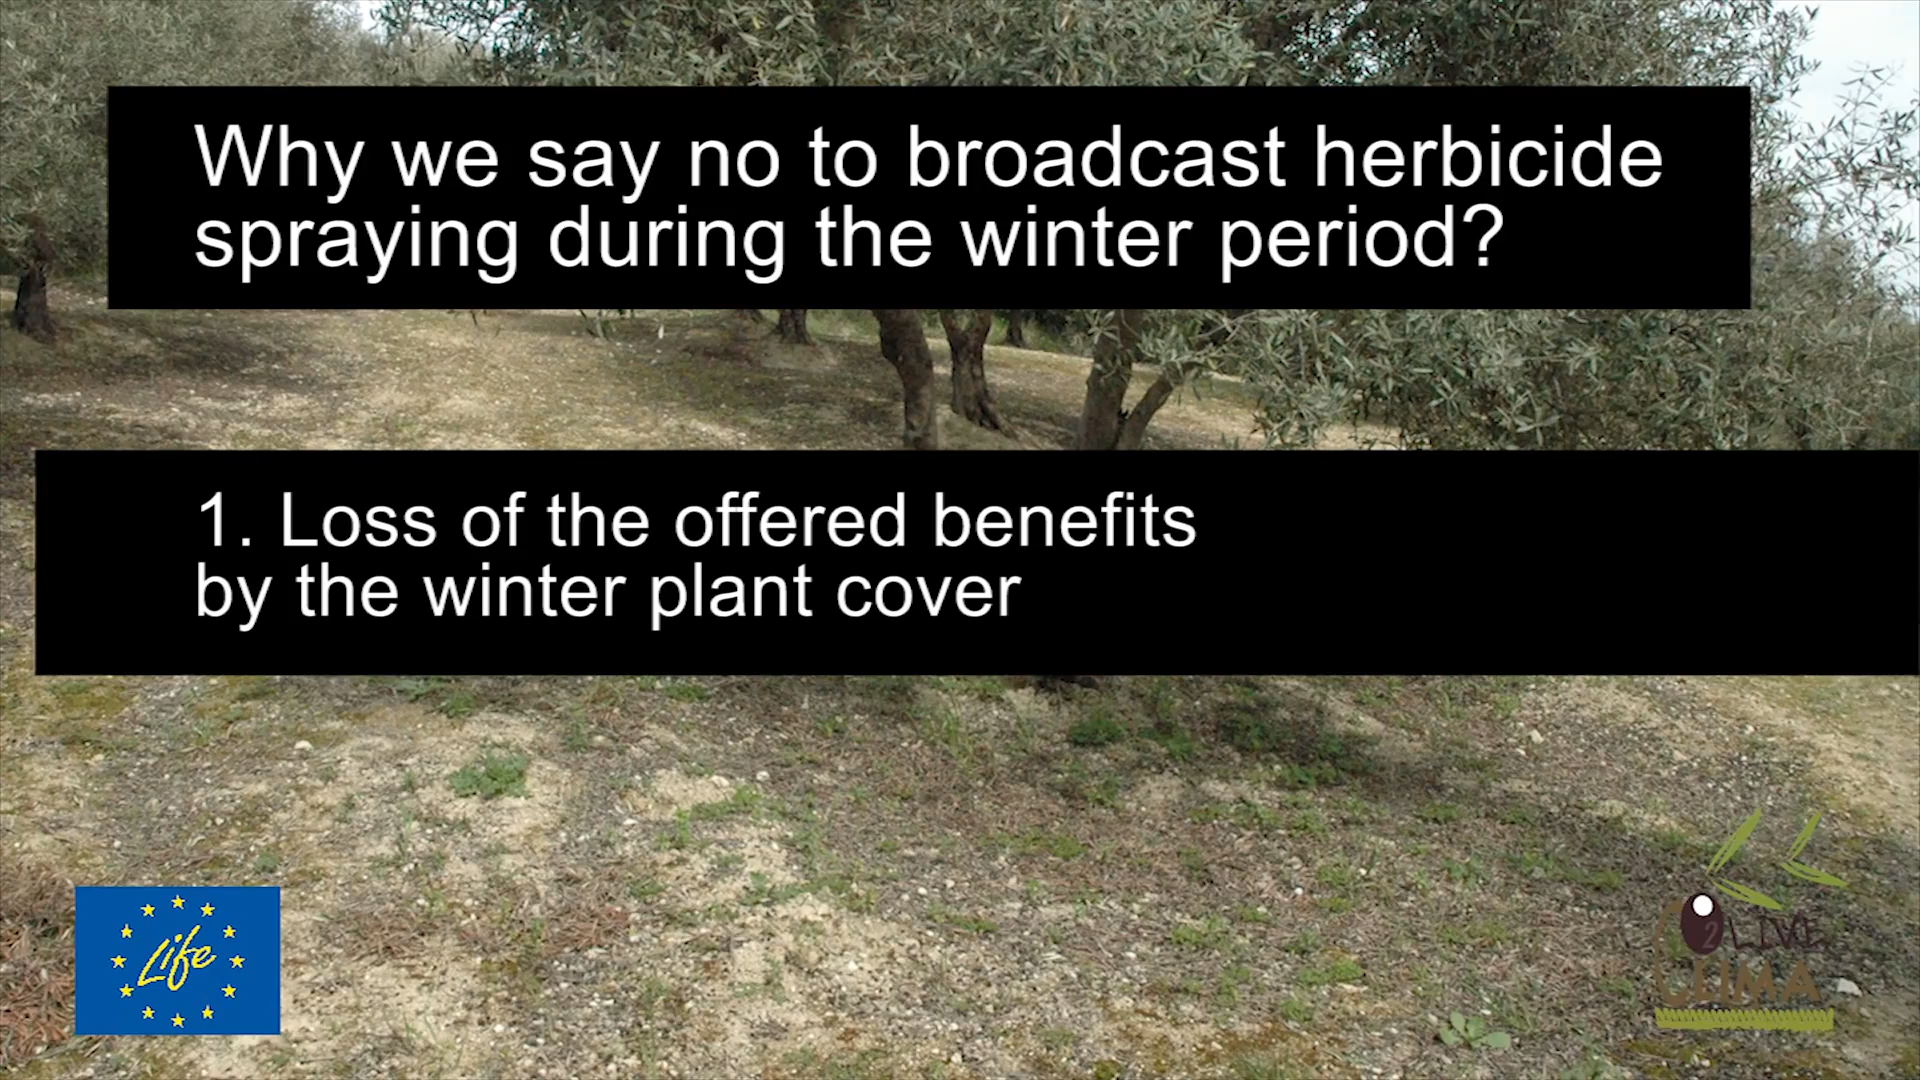 Why we say no to broadcast herbicide
spraying during the winter period?
1. Loss of the offered benefits
by the winter plant cover
Life
2LIVE
CLIMA